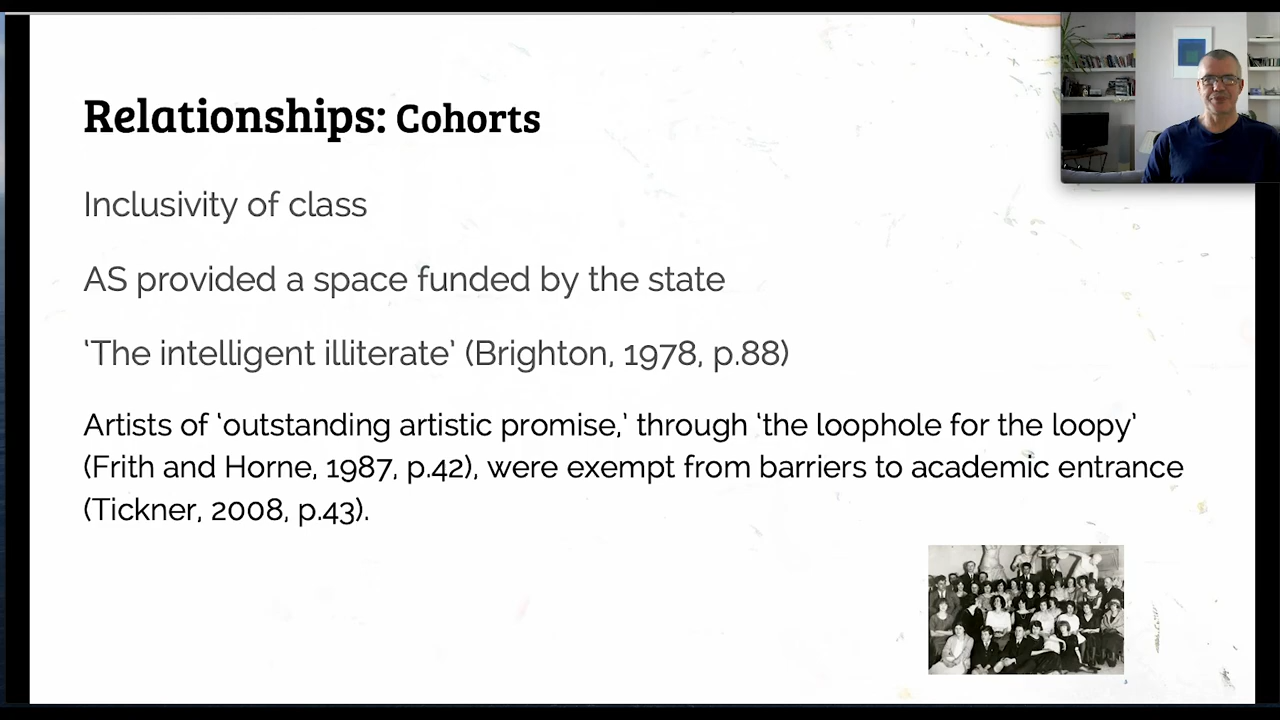 Relationships: Cohorts
Inclusivity of class
AS provided a space funded by the state
‘The intelligent illiterate’ (Brighton, 1978, p.88)
Artists of ‘outstanding artistic promise,’ through ‘the loophole for the loopy’
(Frith and Horne, 1987, p.42), were exempt from barriers to academic entrance
(Tickner, 2008, p.43).